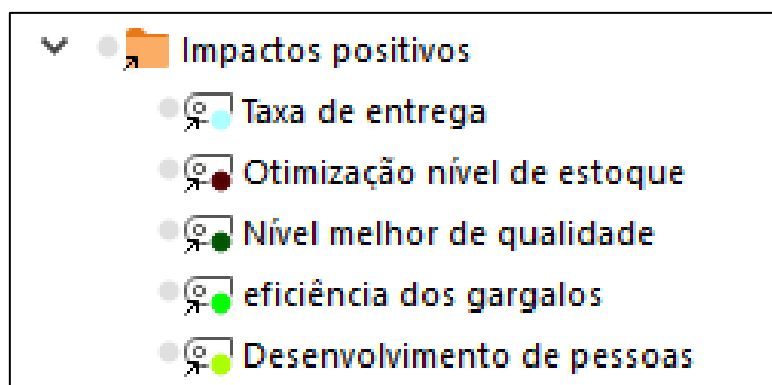 Impactos positivos
Taxa de entrega
Otimização nível de estoque
Nível melhor de qualidade
eficiência dos gargalos
Desenvolvimento de pessoas